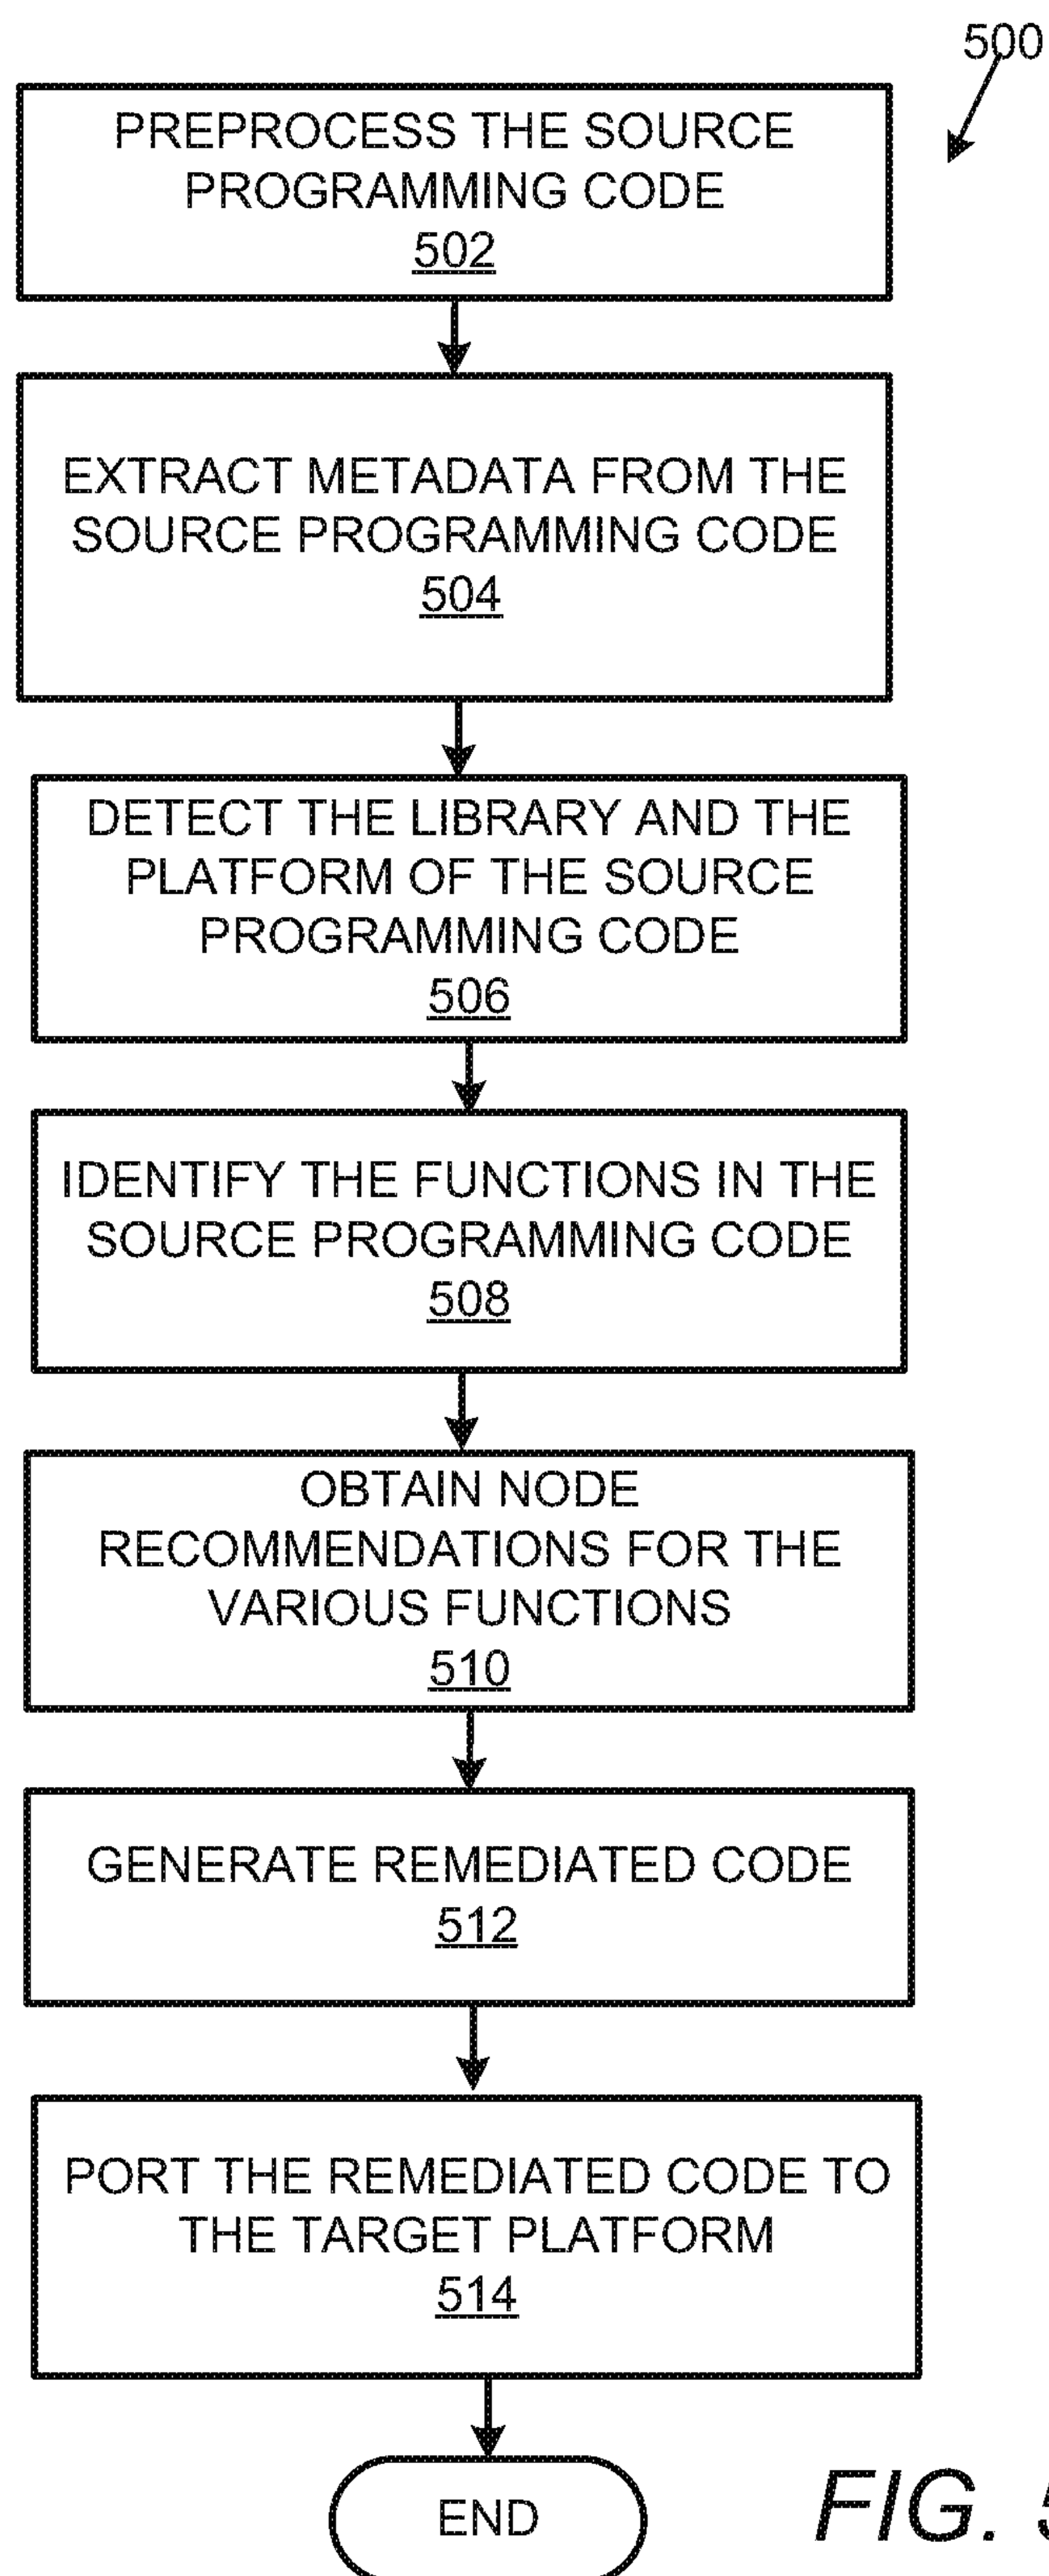 500
PREPROCESS THE SOURCE
PROGRAMMING CODE
502
EXTRACT METADATA FROM THE
SOURCE PROGRAMMING CODE
504
DETECT THE LIBRARY AND THE
PLATFORM OF THE SOURCE
PROGRAMMING CODE
506
IDENTIFY THE FUNCTIONS IN THE
SOURCE PROGRAMMING CODE
508
OBTAIN NODE
RECOMMENDATIONS FOR THE
VARIOUS FUNCTIONS
510
GENERATE REMEDIATED CODE
512
PORT THE REMEDIATED CODE TO
THE TARGET PLATFORM
514
END
FIG. 5